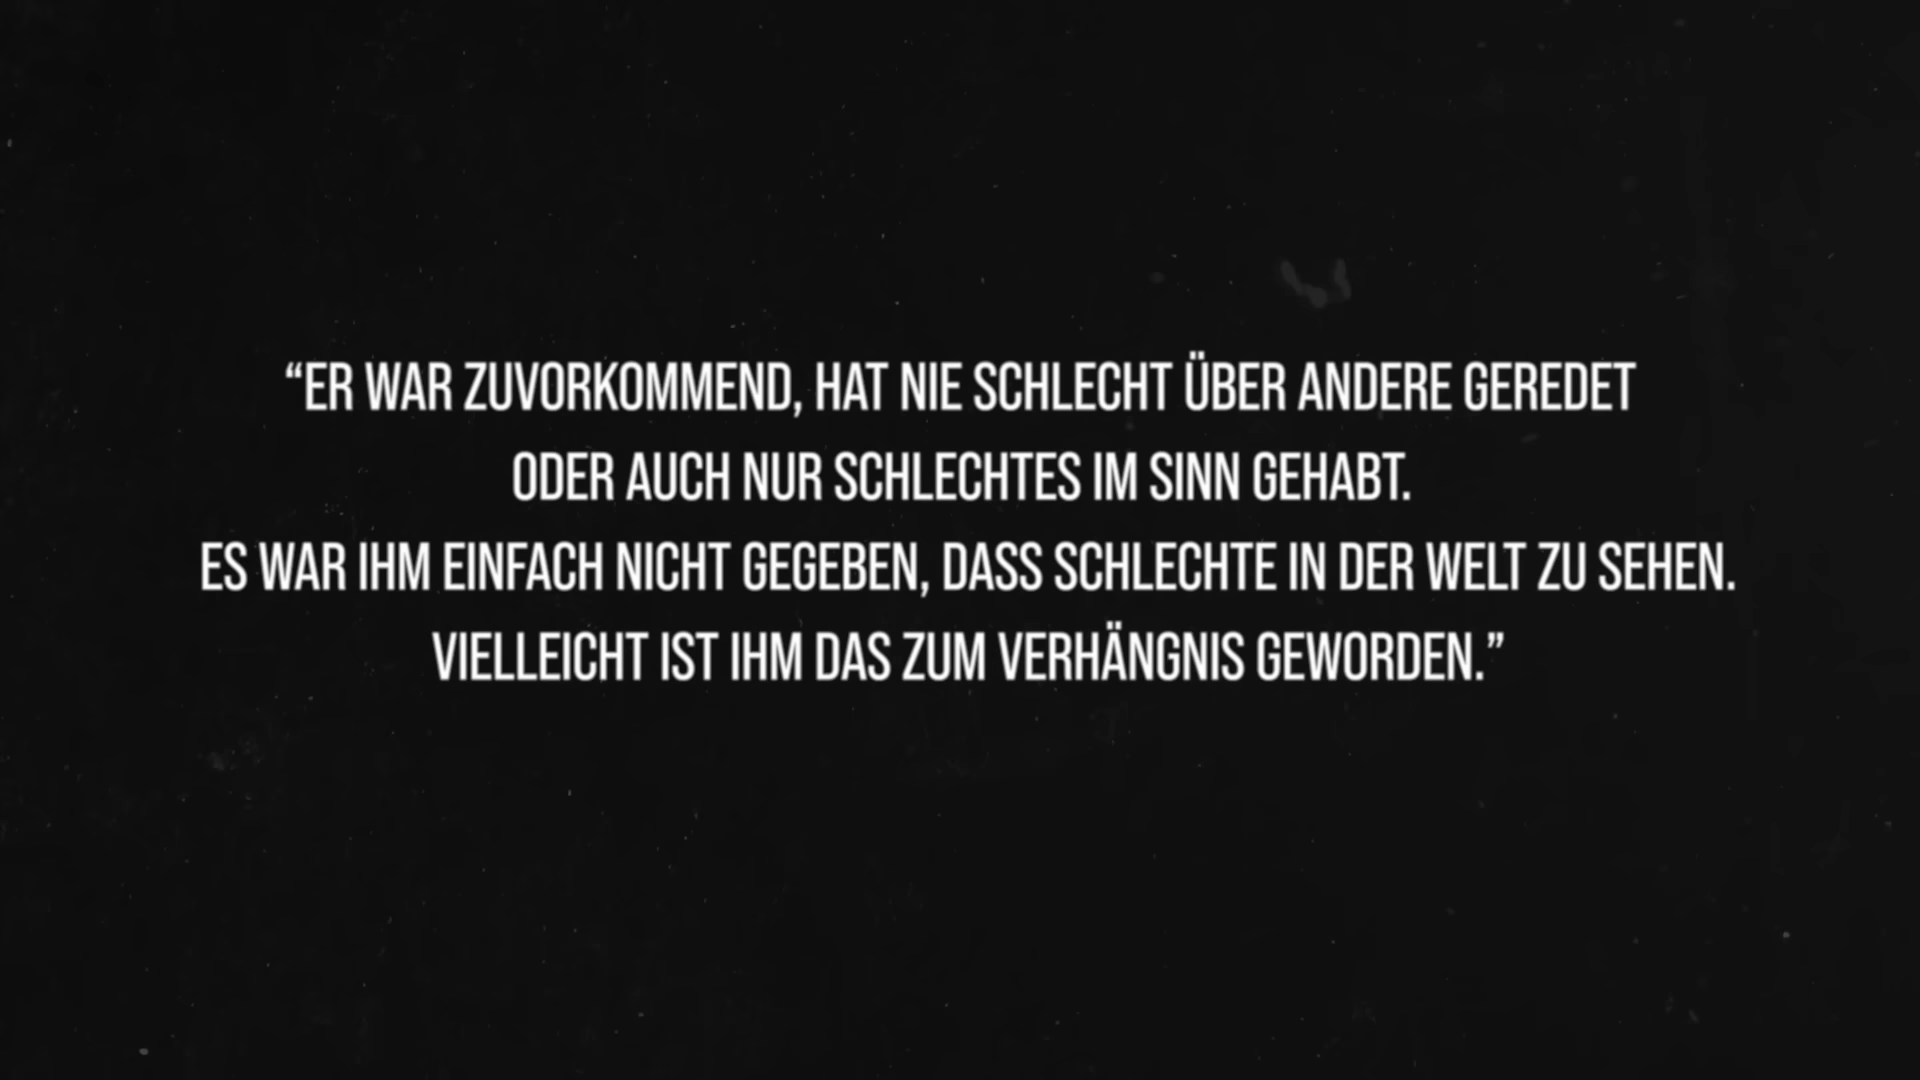 “ER WAR ZUVORKOMMEND, HAT NIE SCHLECHT ÜBER ANDERE GEREDET
ODER AUCH NUR SCHLECHTES IM SINN GEHABT.
ES WAR IHM EINFACH NICHT GEGEBEN, DASS SCHLECHTE IN DER WELT ZU SEHEN.
VIELLEICHT IST IHM DAS ZUM VERHÄNGNIS GEWORDEN.”